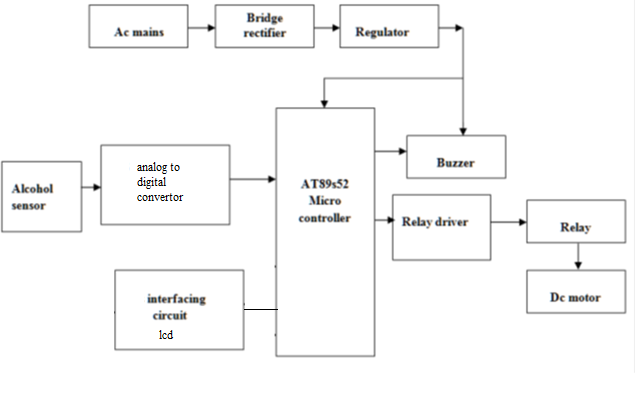 Ac mains
Bridge
rectifier
Regulator
Alcohol
sensor
analog to
digital
convertor
AT89s52
Micro
controller
Buzzer
Relay driver
Relay
Dc motor
interfacing
circuit
lcd